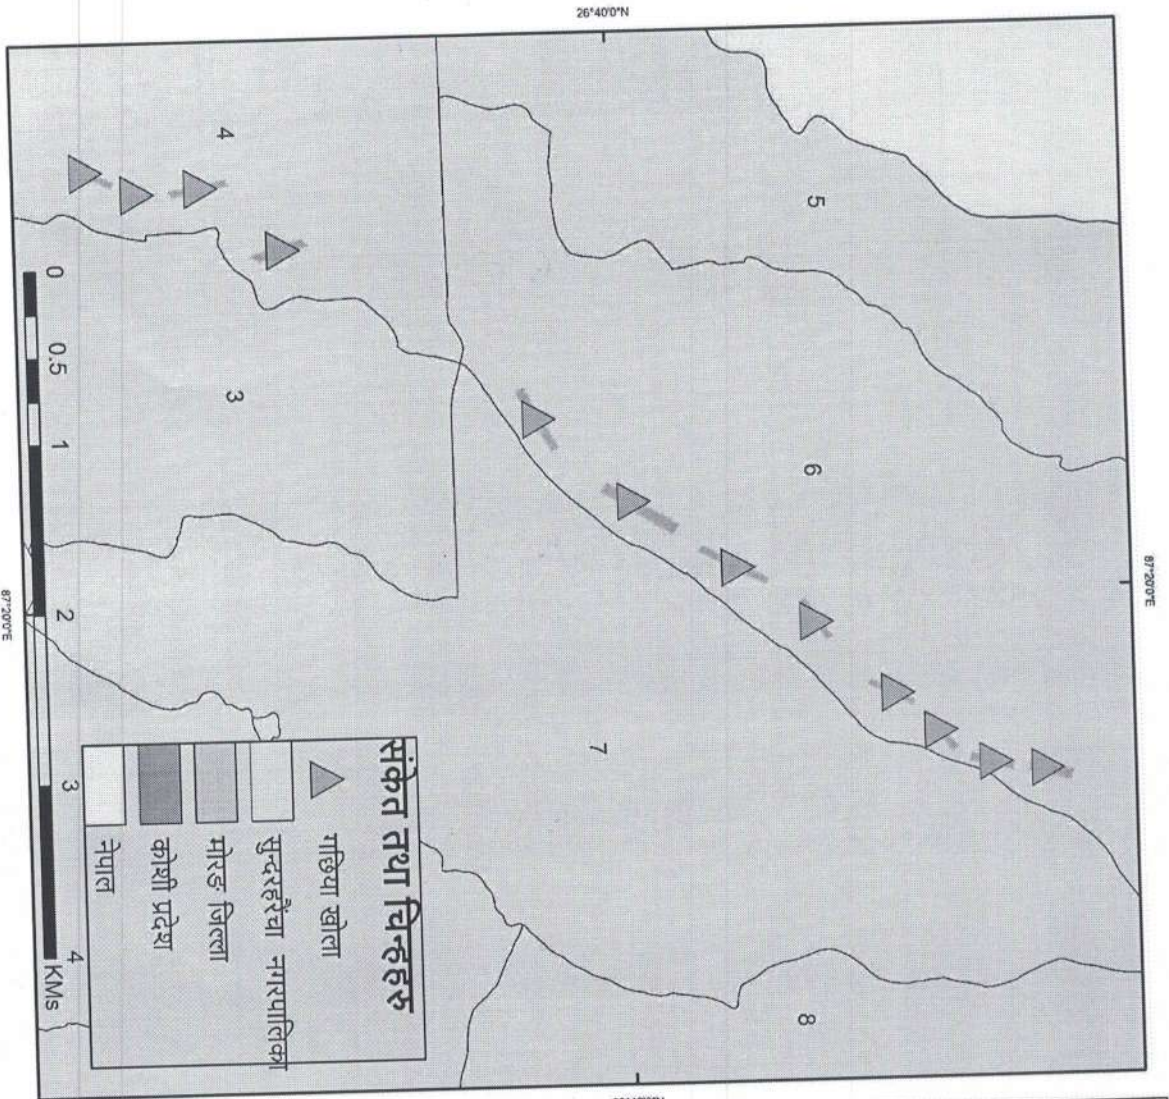 26°40'0"N
87°20'0"E
5
4
6
3
7
8
संकेत तथा चिन्हहरु
गछिया खोला
सुन्दरहरैंचा नगरपालिका
मोरङ जिल्ला
कोशी प्रदेश
नेपाल
0 0.5 1 2 3 4
KMs
87°20'0"E